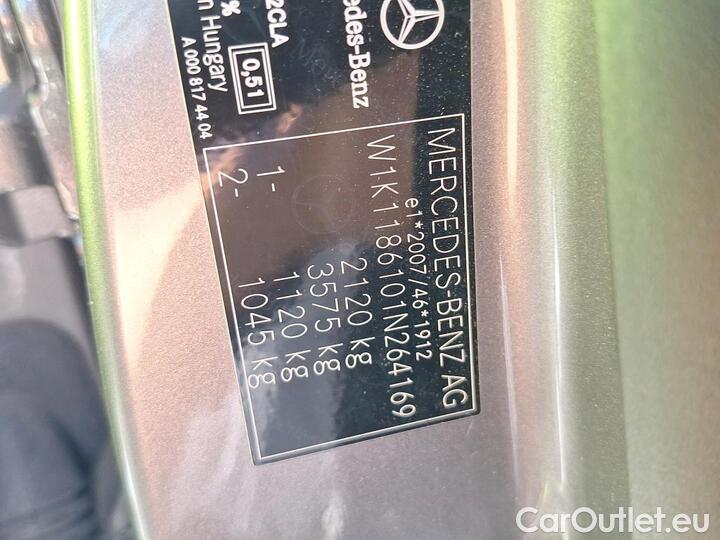 MERCEDES-BENZ AG
e1*2007/46*1912
W1K1186101N264169
2120 kg
3575 kg
1- 1120 kg
2- 1045 kg
edes-Benz
2CLA
%
0,51
n Hungary
A 000 817 44 04
CarOutlet.eu